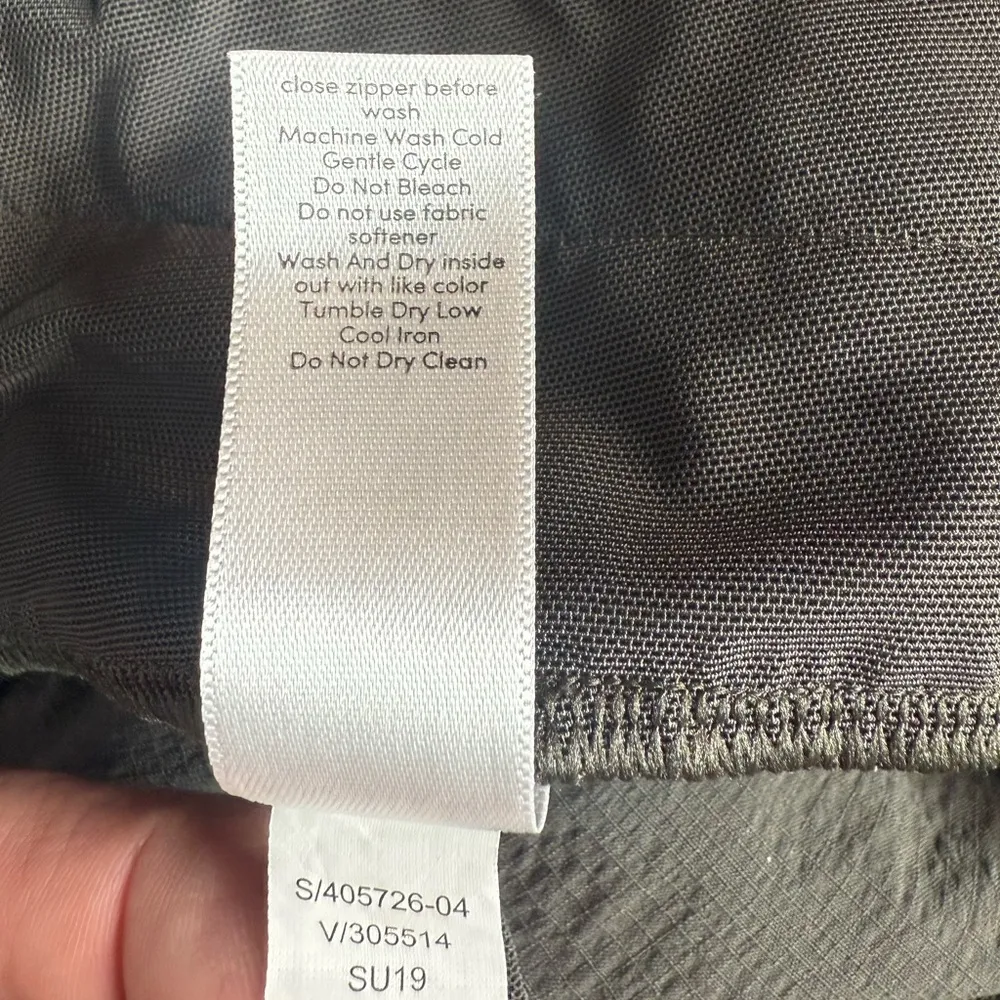 close zipper before
wash
Machine Wash Cold
Gentle Cycle
Do Not Bleach
Do not use fabric
softener
Wash And Dry inside
out with like color
Tumble Dry Low
Cool Iron
Do Not Dry Clean
S/405726-04
V/305514
SU19